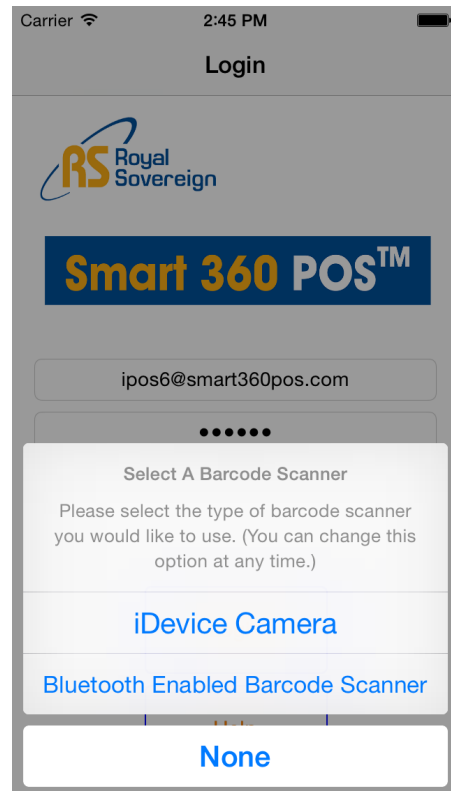 Carrier 2:45 PM
Login
RS Royal
Sovereign
Smart 360 POS™
ipos6@smart360pos.com
••••••
Select A Barcode Scanner
Please select the type of barcode scanner
you would like to use. (You can change this
option at any time.)
iDevice Camera
Bluetooth Enabled Barcode Scanner
None